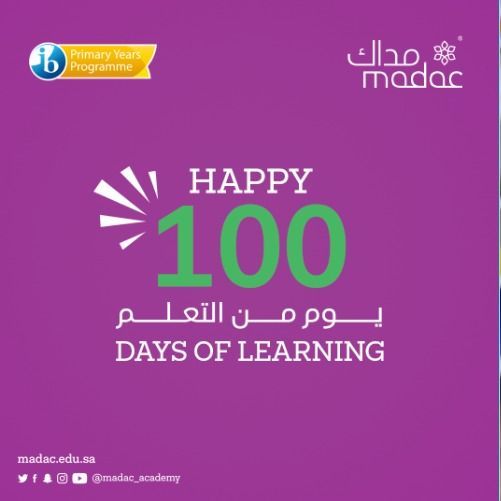 ib Primary Years
Programme
مداك
madac
HAPPY
100
يوم من التعلم
DAYS OF LEARNING
madac.edu.sa
@madac_academy